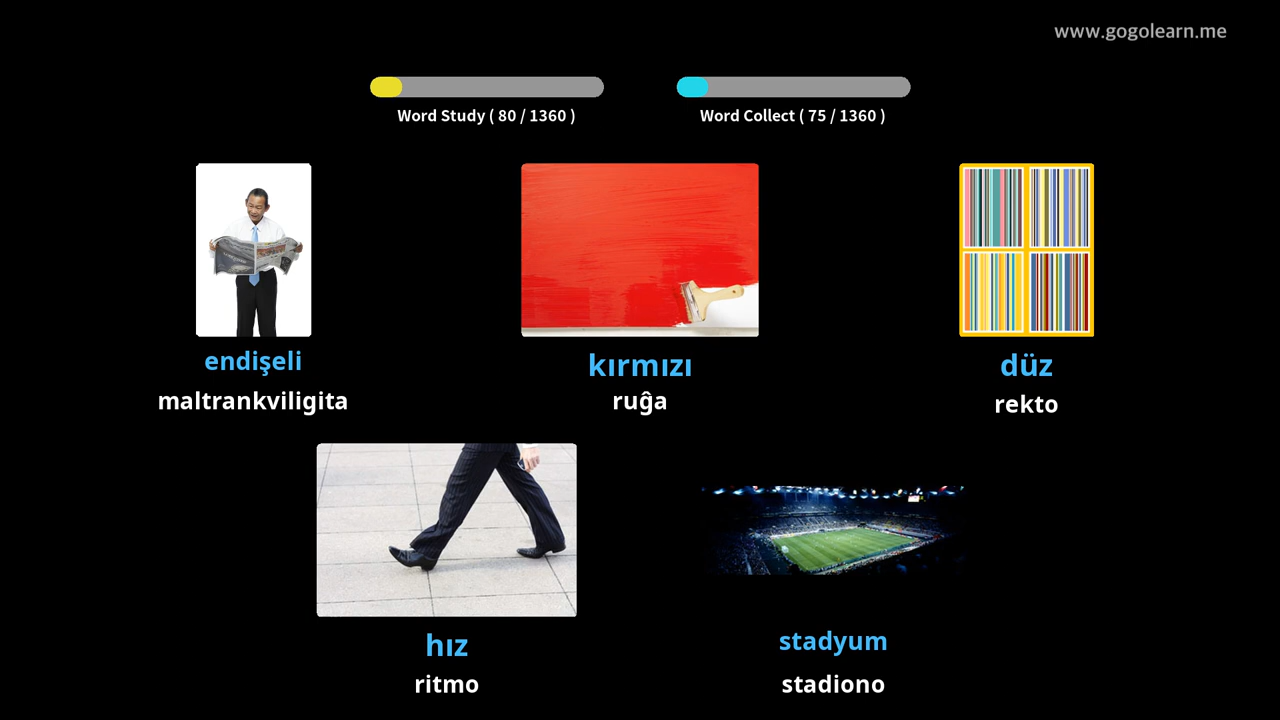 www.gogolearn.me
Word Study ( 80 / 1360 )
Word Collect ( 75 / 1360 )
endişeli
maltrankviligita
kırmızı
ruĝa
düz
rekto
hız
ritmo
stadyum
stadiono